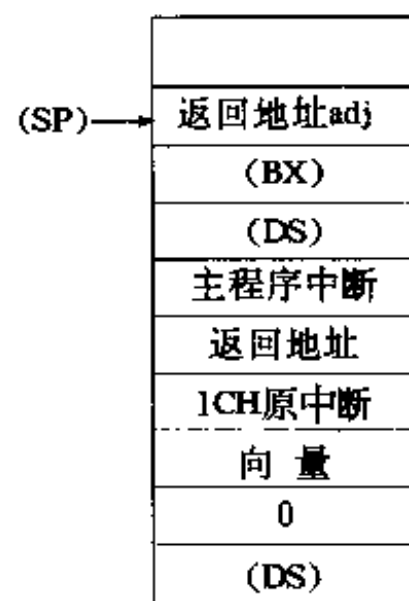 (SP)
返回地址adj
(BX)
(DS)
主程序中断
返回地址
1CH原中断
向 量
0
(DS)